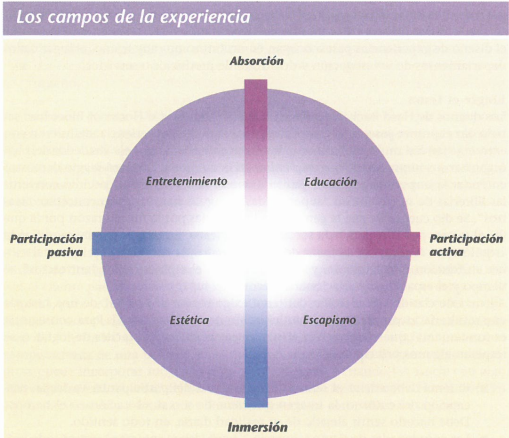 Los campos de la experiencia
Absorción
Entretenimiento
Educación
Participación
pasiva
Participación
activa
Estética
Escapismo
Inmersión